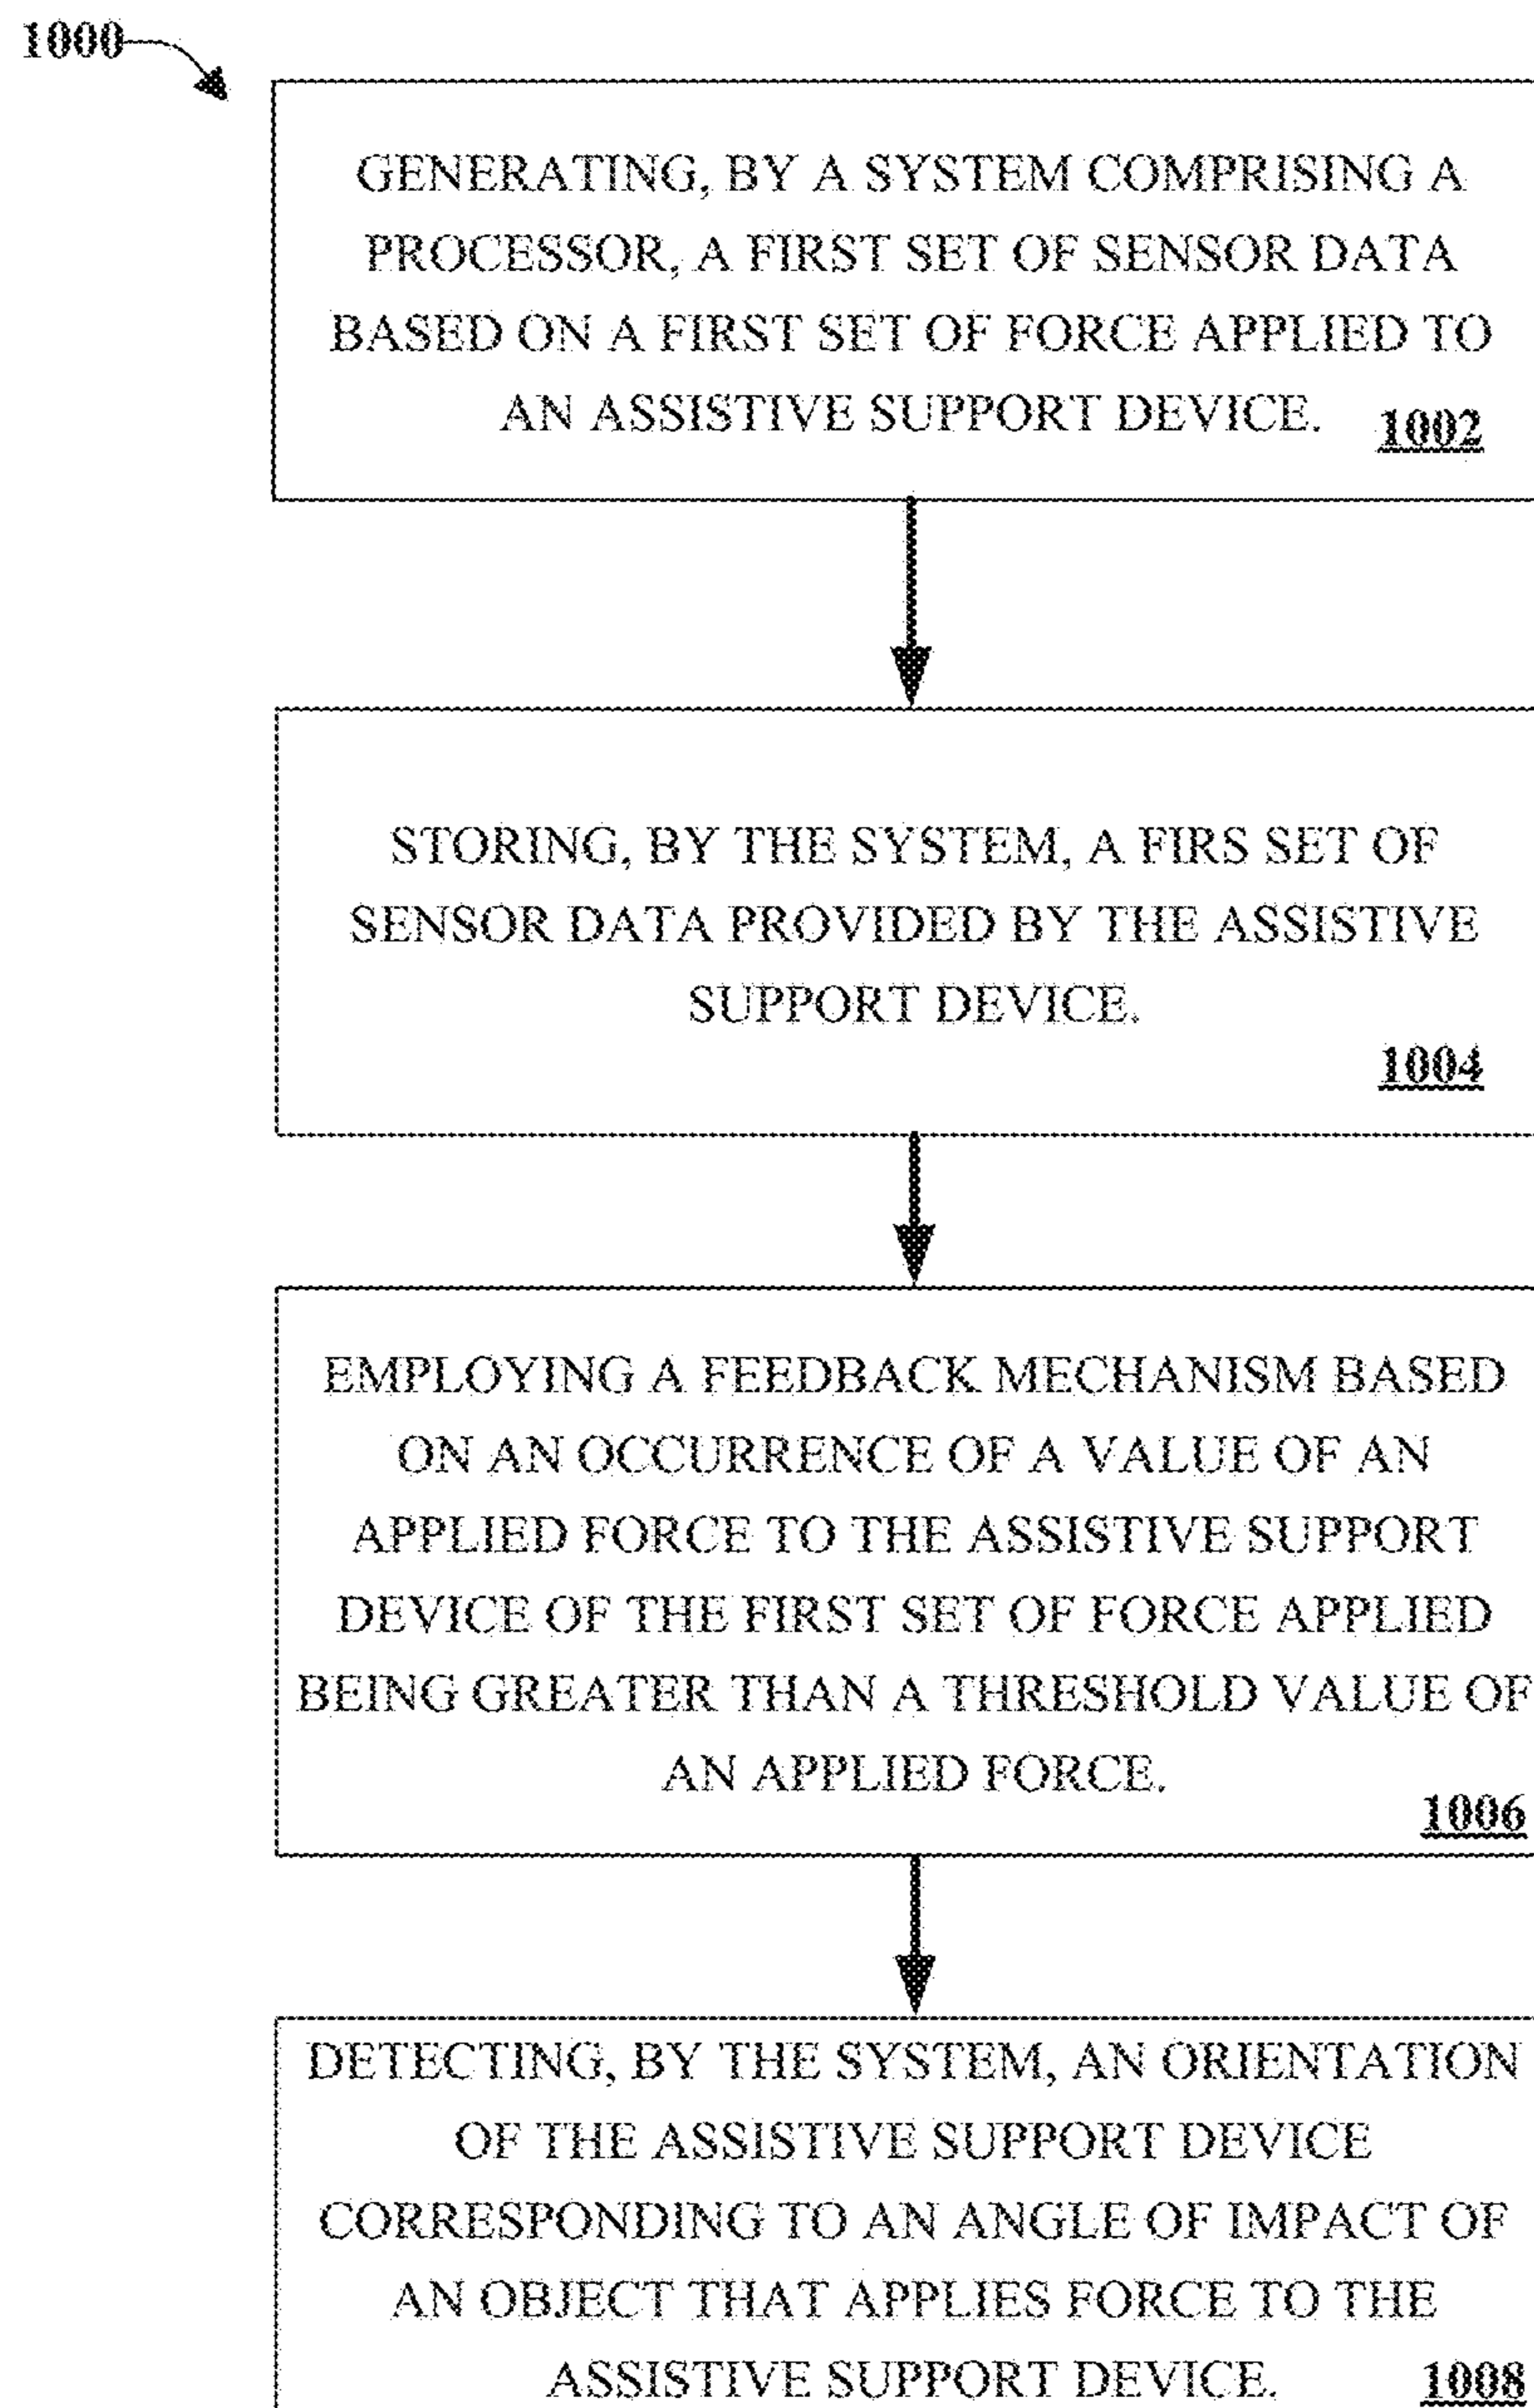 1000
GENERATING, BY A SYSTEM COMPRISING A
PROCESSOR, A FIRST SET OF SENSOR DATA
BASED ON A FIRST SET OF FORCE APPLIED TO
AN ASSISTIVE SUPPORT DEVICE.
1002
STORING, BY THE SYSTEM, A FIRS SET OF
SENSOR DATA PROVIDED BY THE ASSISTIVE
SUPPORT DEVICE.
1004
EMPLOYING A FEEDBACK MECHANISM BASED
ON AN OCCURRENCE OF A VALUE OF AN
APPLIED FORCE TO THE ASSISTIVE SUPPORT
DEVICE OF THE FIRST SET OF FORCE APPLIED
BEING GREATER THAN A THRESHOLD VALUE OF
AN APPLIED FORCE.
1006
DETECTING, BY THE SYSTEM, AN ORIENTATION
OF THE ASSISTIVE SUPPORT DEVICE
CORRESPONDING TO AN ANGLE OF IMPACT OF
AN OBJECT THAT APPLIES FORCE TO THE
ASSISTIVE SUPPORT DEVICE.
1008